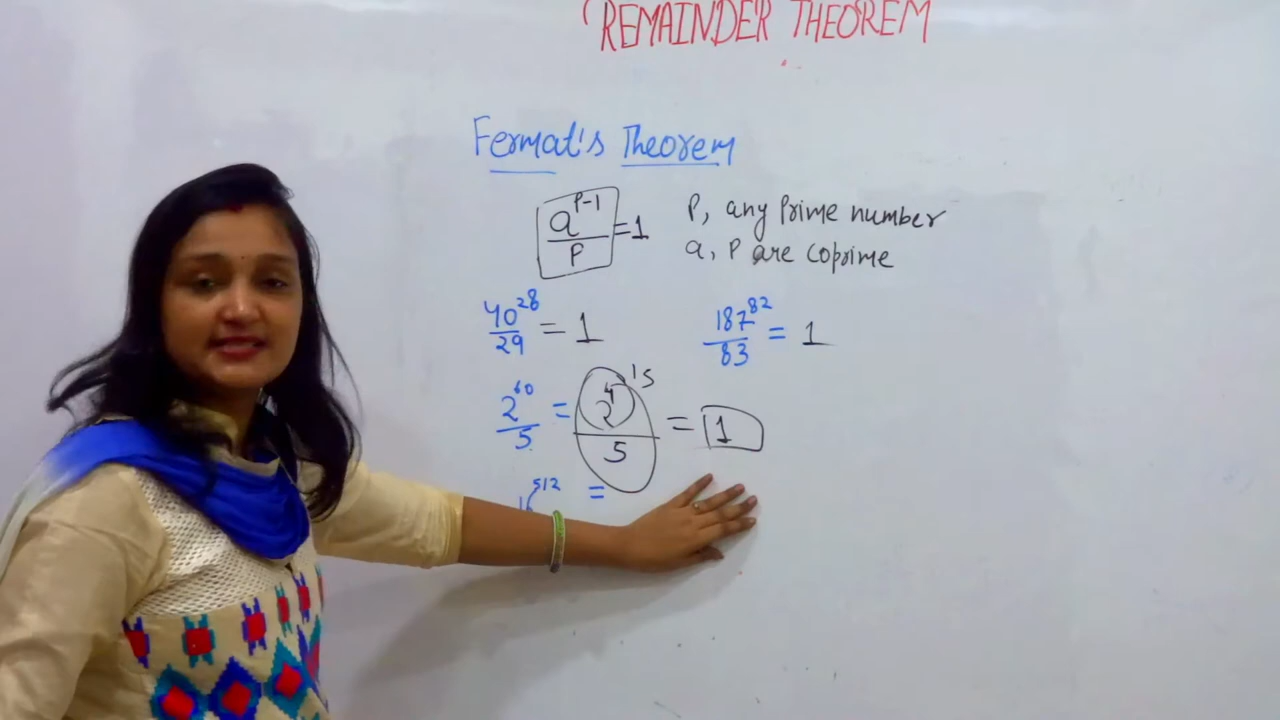 REMAINDER THEOREM
Fermat's Theorem
a^(P-1)/P = 1
P, any Prime number
a, P are coprime
40^28/29 = 1
187^82/83 = 1
2^60/5 = (2^4)^15/5 = 1
16^512 =